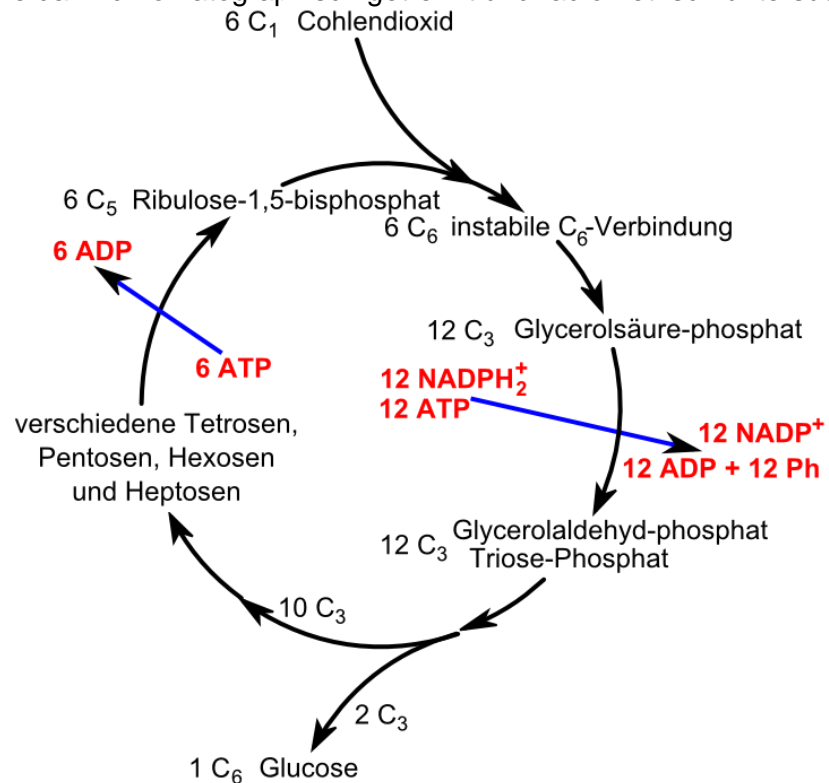 6 C₁ Cohlendioxid
6 C₅ Ribulose-1,5-bisphosphat
6 C₆ instabile C₆-Verbindung
6 ADP
12 C₃ Glycerolsäure-phosphat
6 ATP
12 NADPH₂⁺
12 ATP
12 NADP⁺
12 ADP + 12 Ph
verschiedene Tetrosen,
Pentosen, Hexosen
und Heptosen
12 C₃ Glycerolaldehyd-phosphat
Triose-Phosphat
10 C₃
2 C₃
1 C₆ Glucose